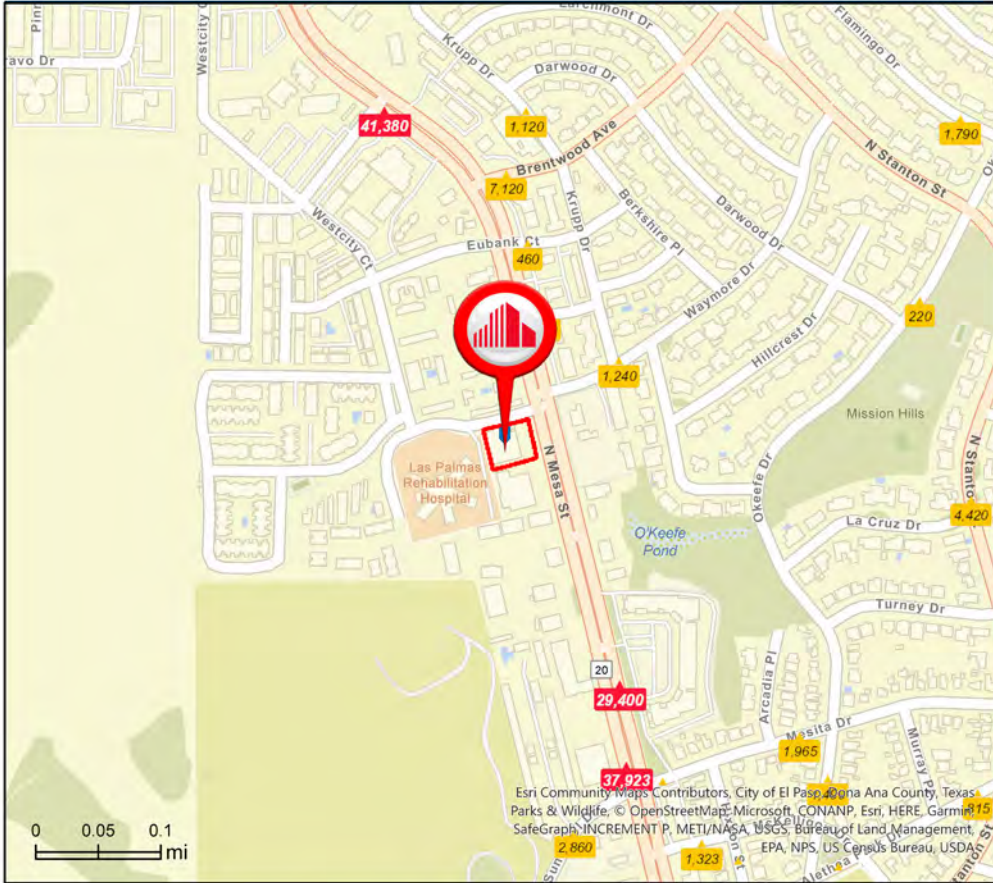 Westcity Ct
Larchmont Dr
Krupp Dr
Darwood Dr
Flamingo Dr
41,380
1,120
1,790
Brentwood Ave
N Stanton St
7,120
Westcity Ct
Krupp Dr
Berkshire Pl
Darwood Dr
Eubank Ct
460
Waymore Dr
220
Hillcrest Dr
1,240
Mission Hills
N Mesa St
Las Palmas
Rehabilitation
Hospital
Okeefe Dr
4,420
La Cruz Dr
O'Keefe
Pond
Turney Dr
20
29,400
Arcadia Pl
Mesita Dr
1,965
Murray Pl
37,923
Esri Community Maps Contributors, City of El Paso, Dona Ana County, Texas
Parks & Wildlife, © OpenStreetMap, Microsoft, CONANP, Esri, HERE, Garmin,
815
SafeGraph, INCREMENT P, METI/NASA, USGS, Bureau of Land Management,
EPA, NPS, US Census Bureau, USDA
0 0.05 0.1
mi
2,860
1,323